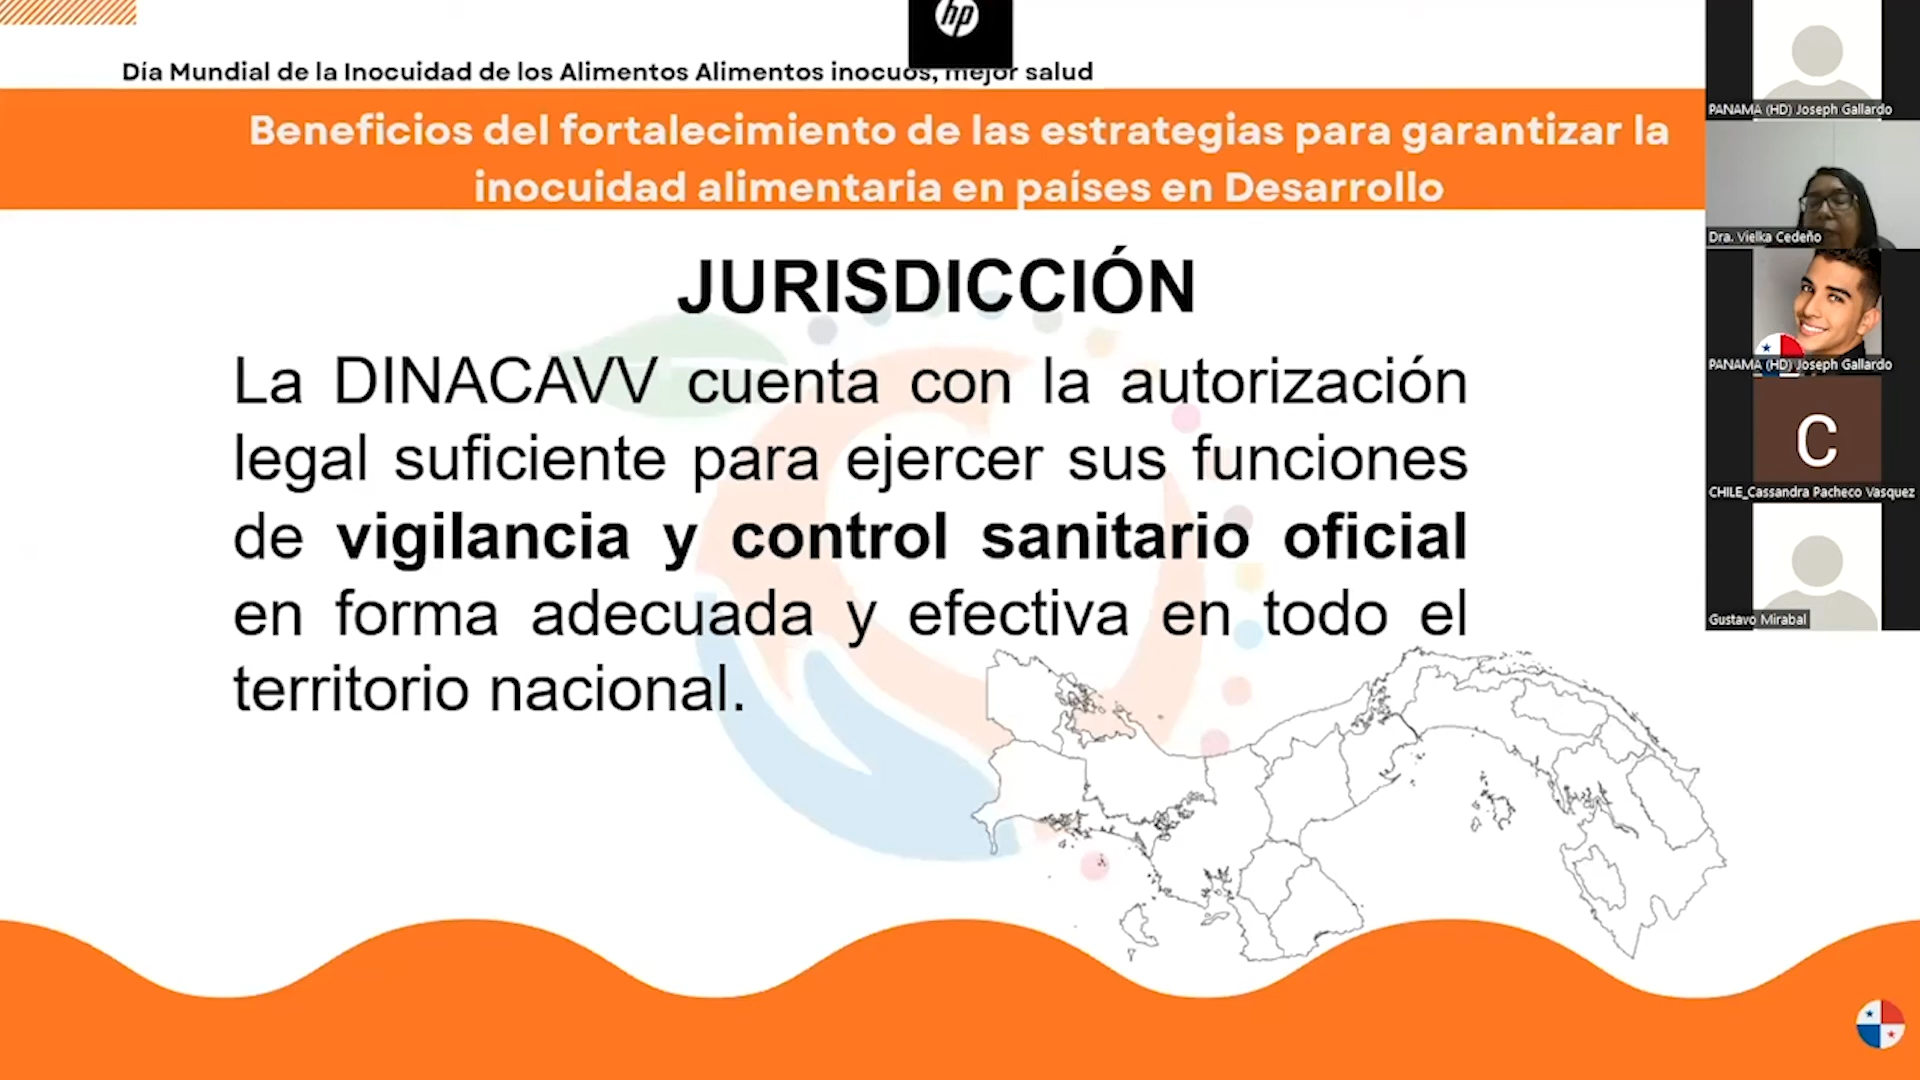 hp
Día Mundial de la Inocuidad de los Alimentos Alimentos inocuos, mejor salud
Beneficios del fortalecimiento de las estrategias para garantizar la
inocuidad alimentaria en países en Desarrollo
JURISDICCIÓN
La DINACAVV cuenta con la autorización
legal suficiente para ejercer sus funciones
de vigilancia y control sanitario oficial
en forma adecuada y efectiva en todo el
territorio nacional.
PANAMA (HD) Joseph Gallardo
Dra. Vielka Cedeño
PANAMA (HD) Joseph Gallardo
C
CHILE_Cassandra Pacheco Vasquez
Gustavo Mirabal